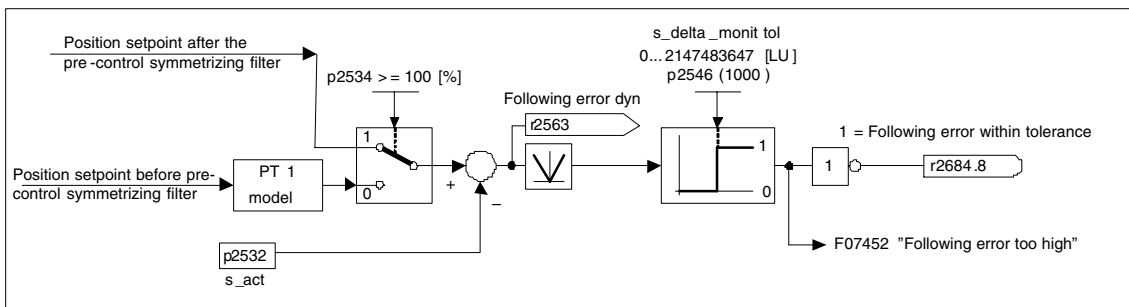 Position setpoint after the
pre-control symmetrizing filter
p2534 >= 100 [%]
s_delta_monit tol
0...2147483647 [LU]
p2546 (1000)
Following error dyn
r2563
1
0
+
–
Position setpoint before pre-
control symmetrizing filter
PT 1
model
p2532
s_act
1
0
1 = Following error within tolerance
1
r2684.8
F07452 "Following error too high"